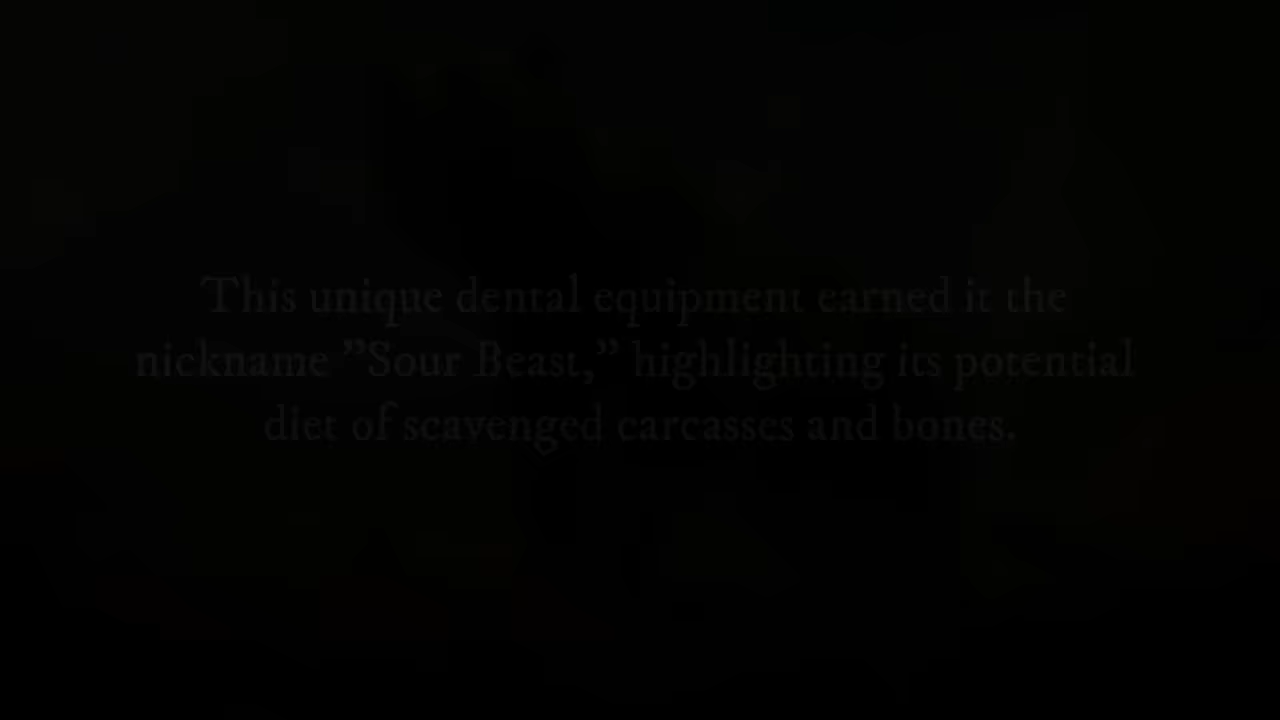 This unique dental equipment earned it the
nickname "Sour Beast," highlighting its potential
diet of scavenged carcasses and bones.